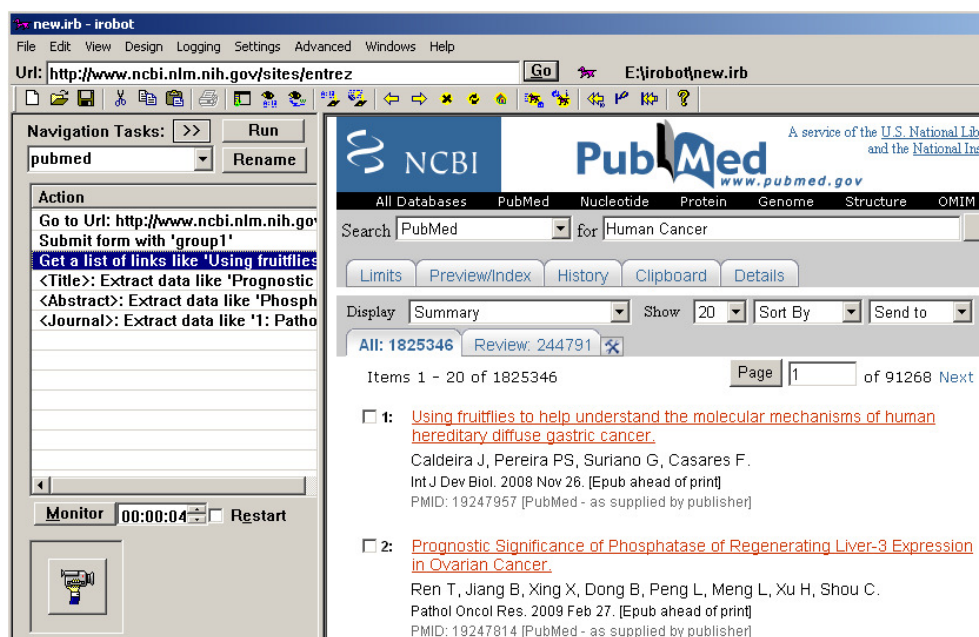 new.irb - irobot
File Edit View Design Logging Settings Advanced Windows Help
Url: http://www.ncbi.nlm.nih.gov/sites/entrez Go E:\irobot\new.irb
Navigation Tasks: >> Run
pubmed Rename
Action
Go to Url: http://www.ncbi.nlm.nih.gov
Submit form with 'group1'
Get a list of links like 'Using fruitflies
<Title>: Extract data like 'Prognostic
<Abstract>: Extract data like 'Phosph
<Journal>: Extract data like '1: Patho
Monitor 00:00:04 Restart
NCBI
PubMed
www.pubmed.gov
A service of the U.S. National Lib
and the National Ins
All Databases PubMed Nucleotide Protein Genome Structure OMIM
Search PubMed for Human Cancer
Limits Preview/Index History Clipboard Details
Display Summary Show 20 Sort By Send to
All: 1825346 Review: 244791
Items 1 - 20 of 1825346 Page 1 of 91268 Next
1: Using fruitflies to help understand the molecular mechanisms of human
hereditary diffuse gastric cancer.
Caldeira J, Pereira PS, Suriano G, Casares F.
Int J Dev Biol. 2008 Nov 26. [Epub ahead of print]
PMID: 19247957 [PubMed - as supplied by publisher]
2: Prognostic Significance of Phosphatase of Regenerating Liver-3 Expression
in Ovarian Cancer.
Ren T, Jiang B, Xing X, Dong B, Peng L, Meng L, Xu H, Shou C.
Pathol Oncol Res. 2009 Feb 27. [Epub ahead of print]
PMID: 19247814 [PubMed - as supplied by publisher]